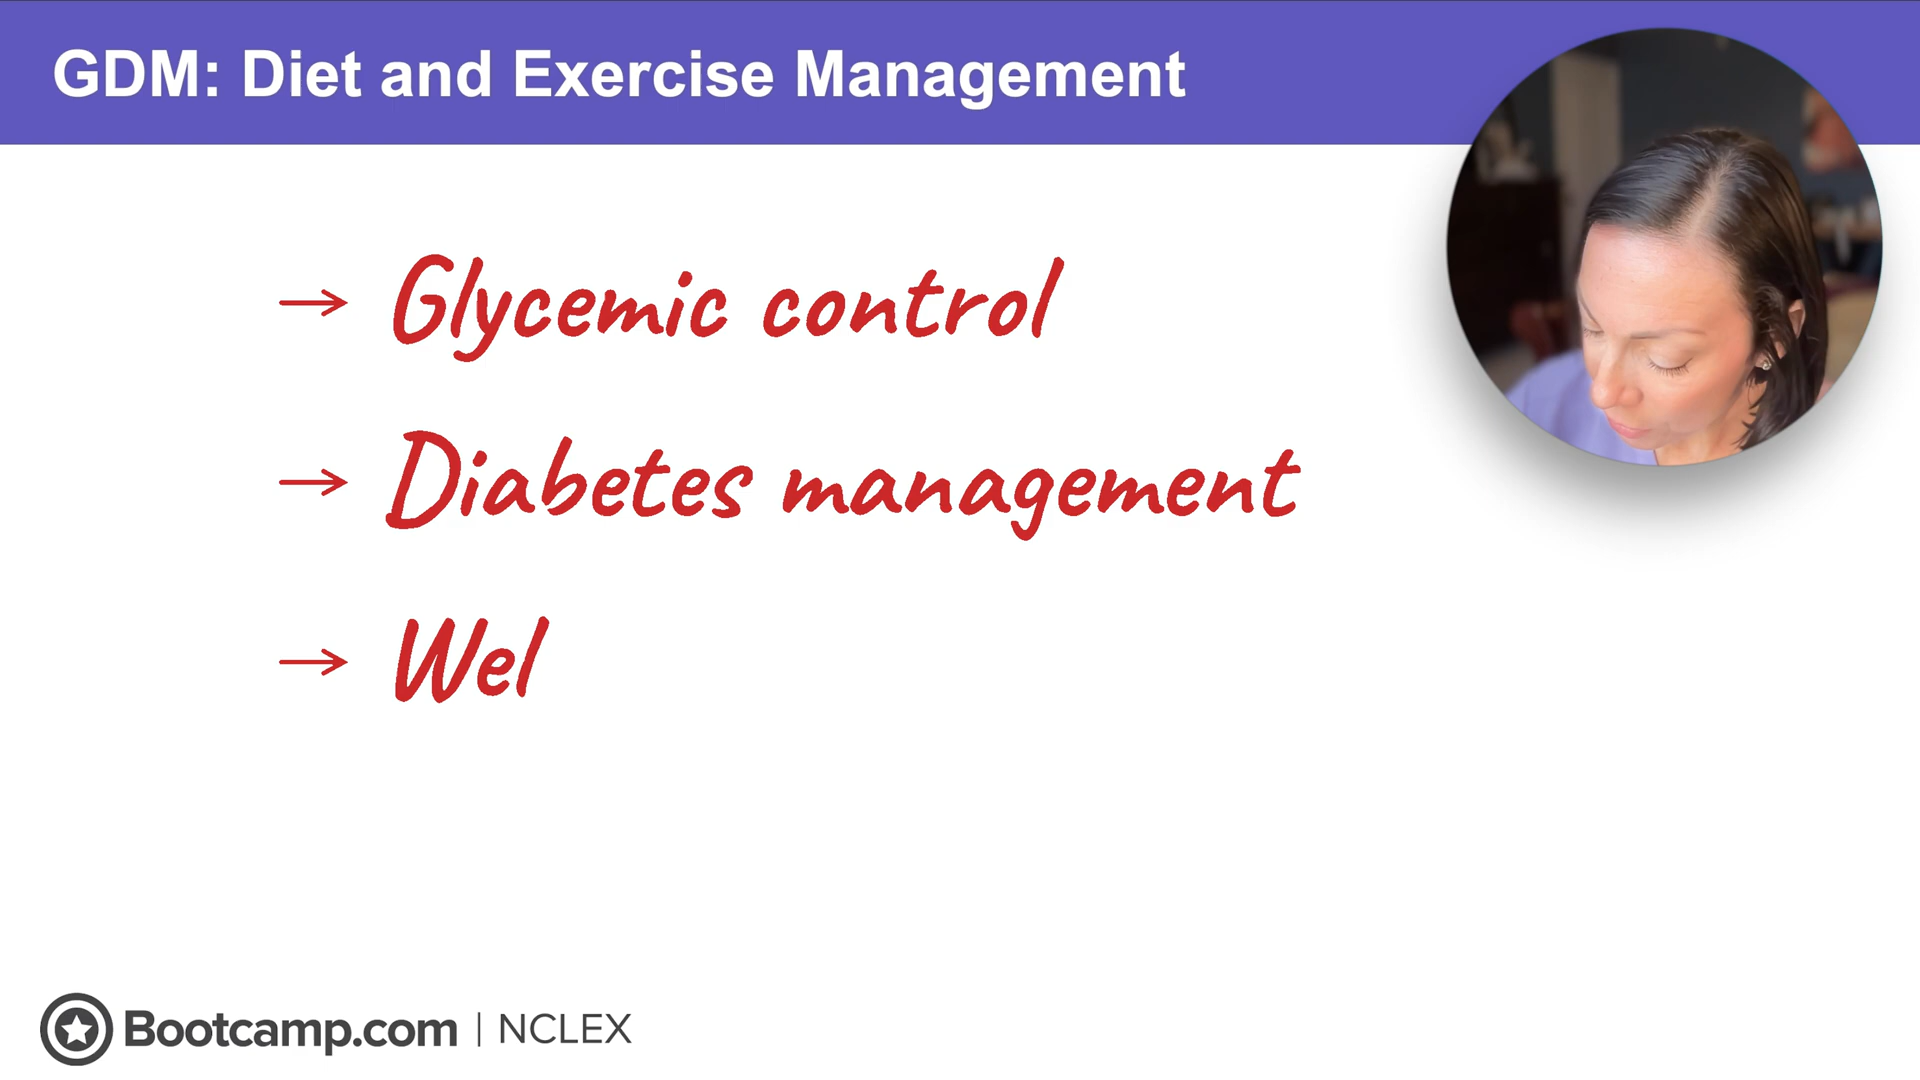 GDM: Diet and Exercise Management
→ Glycemic control
→ Diabetes management
→ Wel
Bootcamp.com | NCLEX